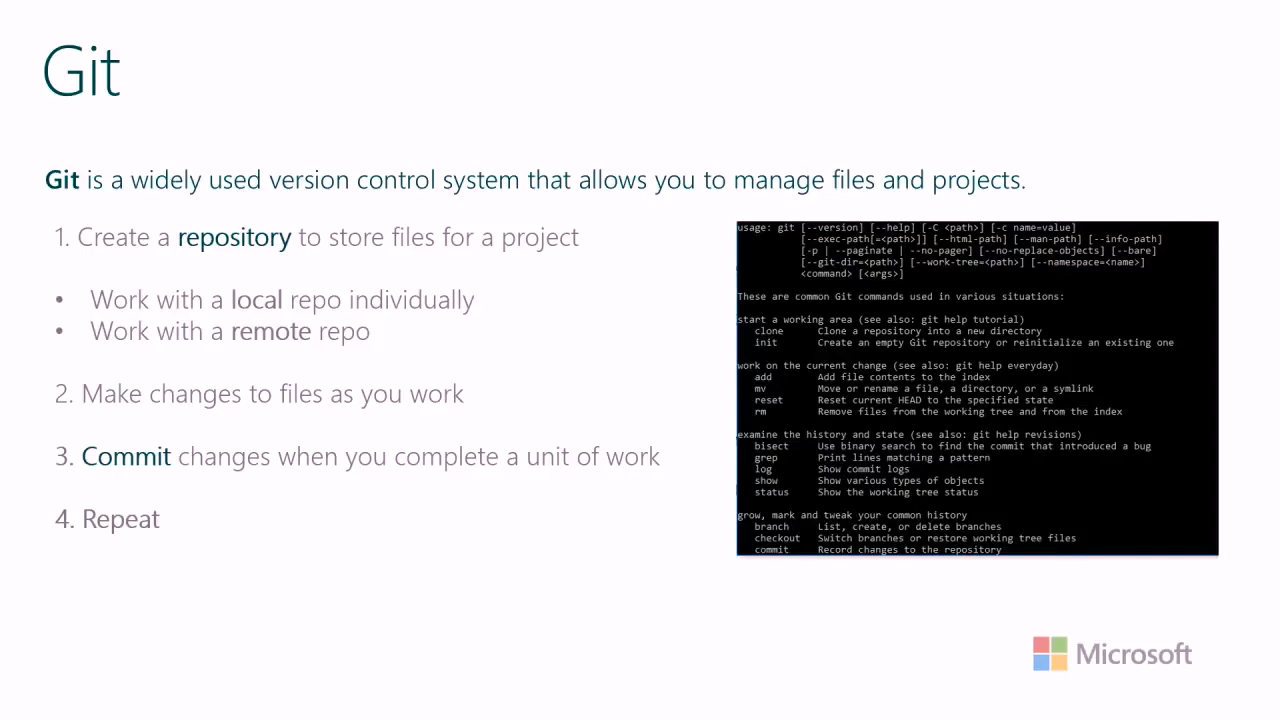 Git
Git is a widely used version control system that allows you to manage files and projects.
1. Create a repository to store files for a project
• Work with a local repo individually
• Work with a remote repo
2. Make changes to files as you work
3. Commit changes when you complete a unit of work
4. Repeat
usage: git [--version] [--help] [-C <path>] [-c name=value]
[--exec-path[=<path>]] [--html-path] [--man-path] [--info-path]
[-p | --paginate | --no-pager] [--no-replace-objects] [--bare]
[--git-dir=<path>] [--work-tree=<path>] [--namespace=<name>]
<command> [<args>]
These are common Git commands used in various situations:
start a working area (see also: git help tutorial)
clone Clone a repository into a new directory
init Create an empty Git repository or reinitialize an existing one
work on the current change (see also: git help everyday)
add Add file contents to the index
mv Move or rename a file, a directory, or a symlink
reset Reset current HEAD to the specified state
rm Remove files from the working tree and from the index
examine the history and state (see also: git help revisions)
bisect Use binary search to find the commit that introduced a bug
grep Print lines matching a pattern
log Show commit logs
show Show various types of objects
status Show the working tree status
grow, mark and tweak your common history
branch List, create, or delete branches
checkout Switch branches or restore working tree files
commit Record changes to the repository
Microsoft